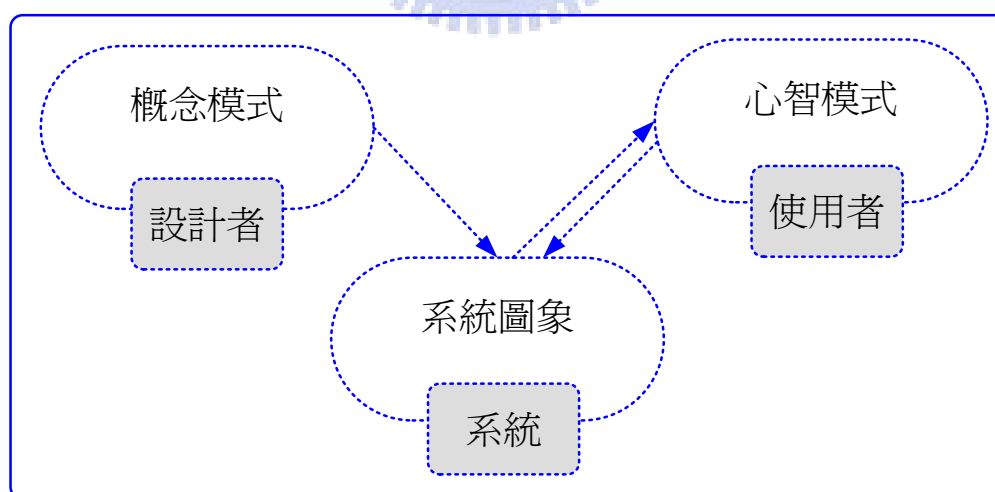 概念模式
設計者
心智模式
使用者
系統圖象
系統